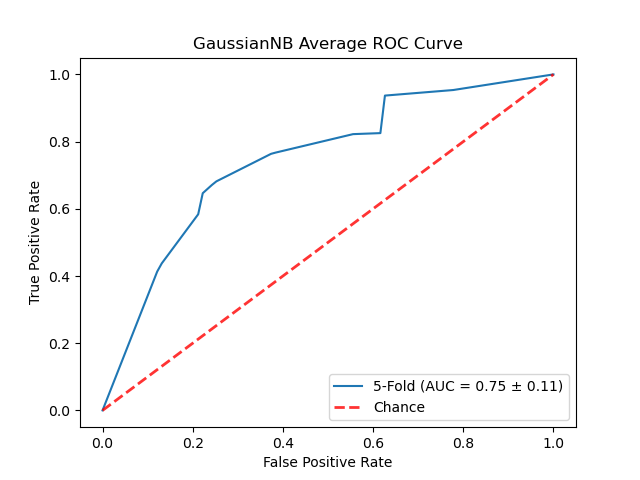 GaussianNB Average ROC Curve
True Positive Rate
1.0
0.8
0.6
0.4
0.2
0.0
5-Fold (AUC = 0.75 ± 0.11)
Chance
0.0 0.2 0.4 0.6 0.8 1.0
False Positive Rate